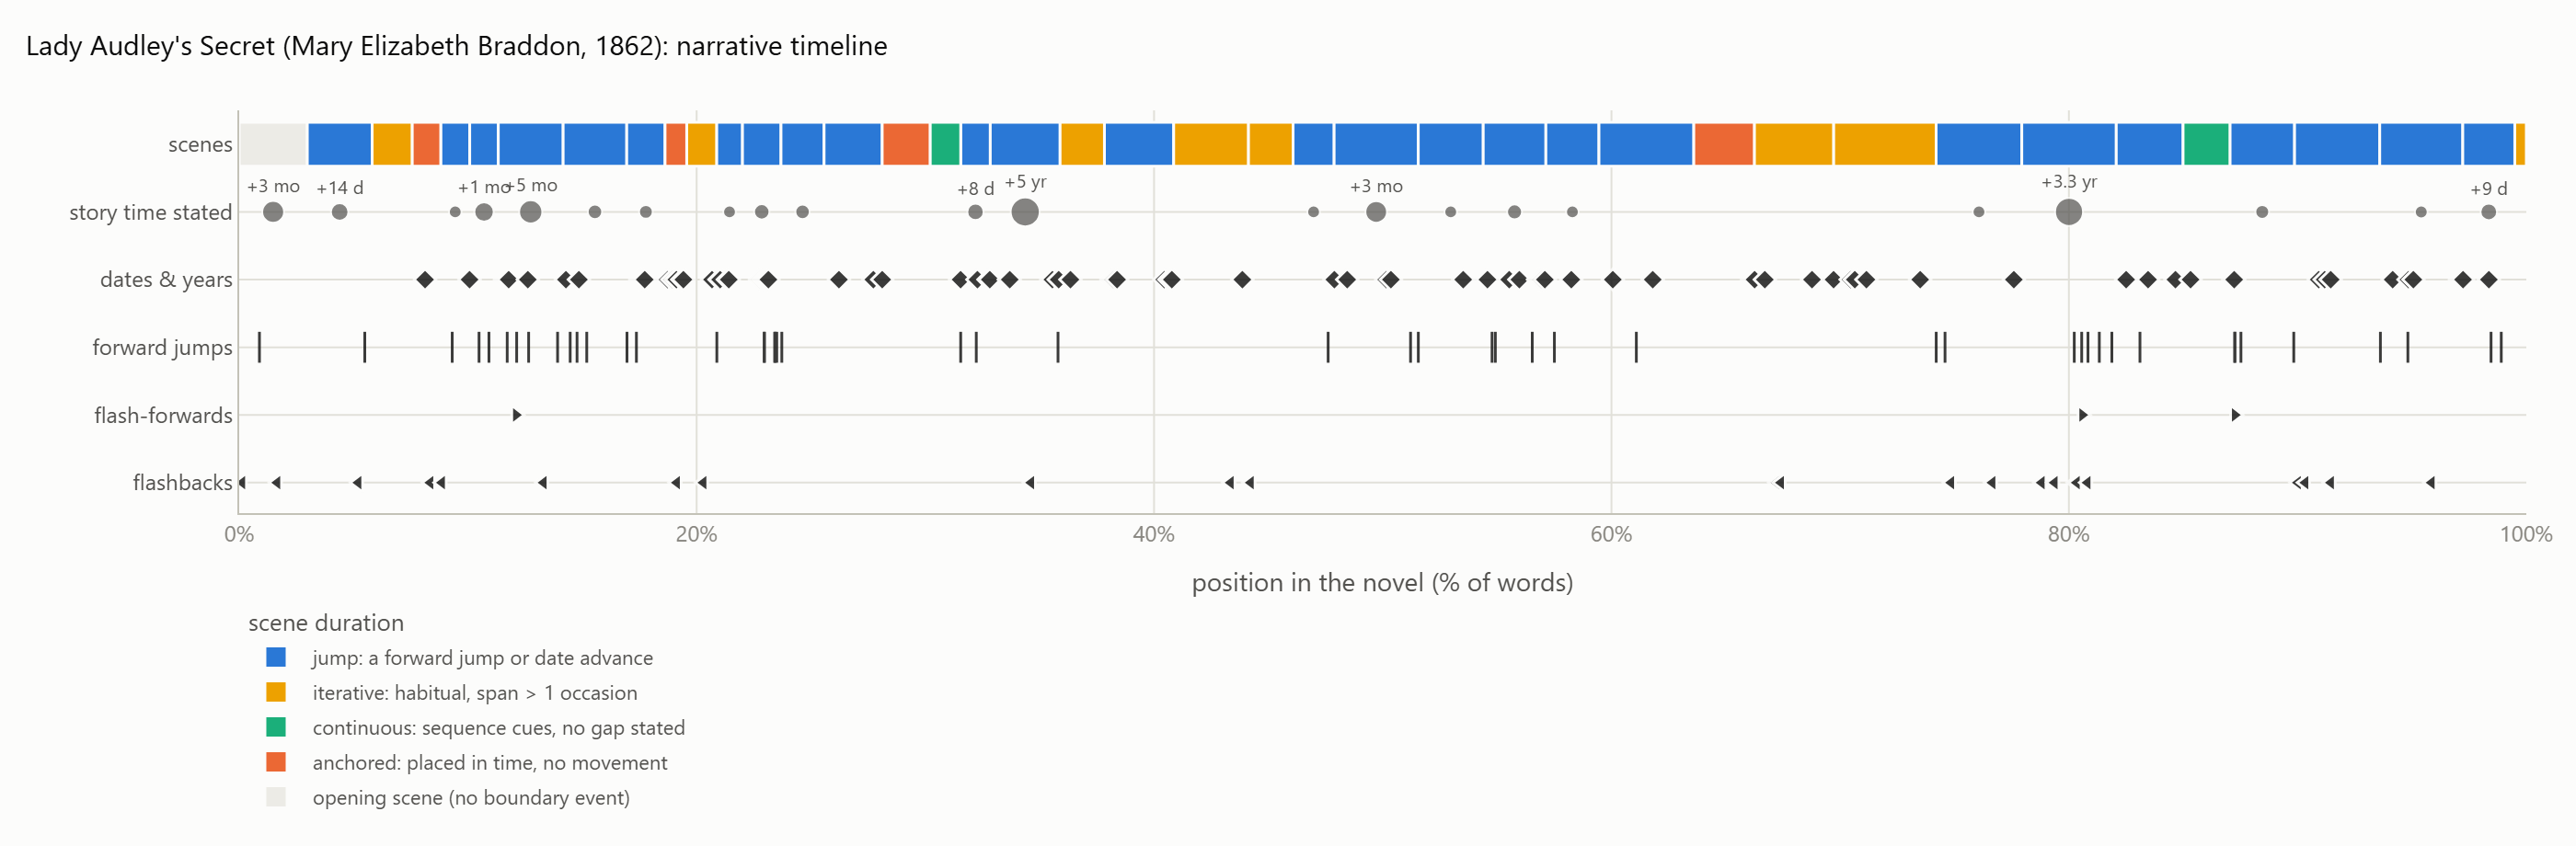 Lady Audley's Secret (Mary Elizabeth Braddon, 1862): narrative timeline
scenes
+3 mo +14 d +1 mo +5 mo +8 d +5 yr +3 mo +3.3 yr +9 d
story time stated
dates & years
forward jumps
flash-forwards
flashbacks
0% 20% 40% 60% 80% 100%
position in the novel (% of words)
scene duration
jump: a forward jump or date advance
iterative: habitual, span > 1 occasion
continuous: sequence cues, no gap stated
anchored: placed in time, no movement
opening scene (no boundary event)